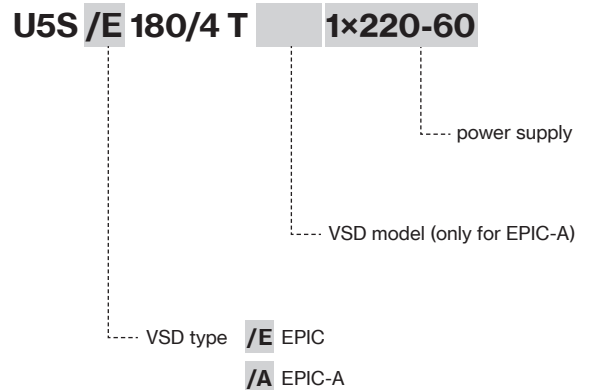 U5S /E 180/4 T 1×220-60
power supply
VSD model (only for EPIC-A)
VSD type /E EPIC
/A EPIC-A